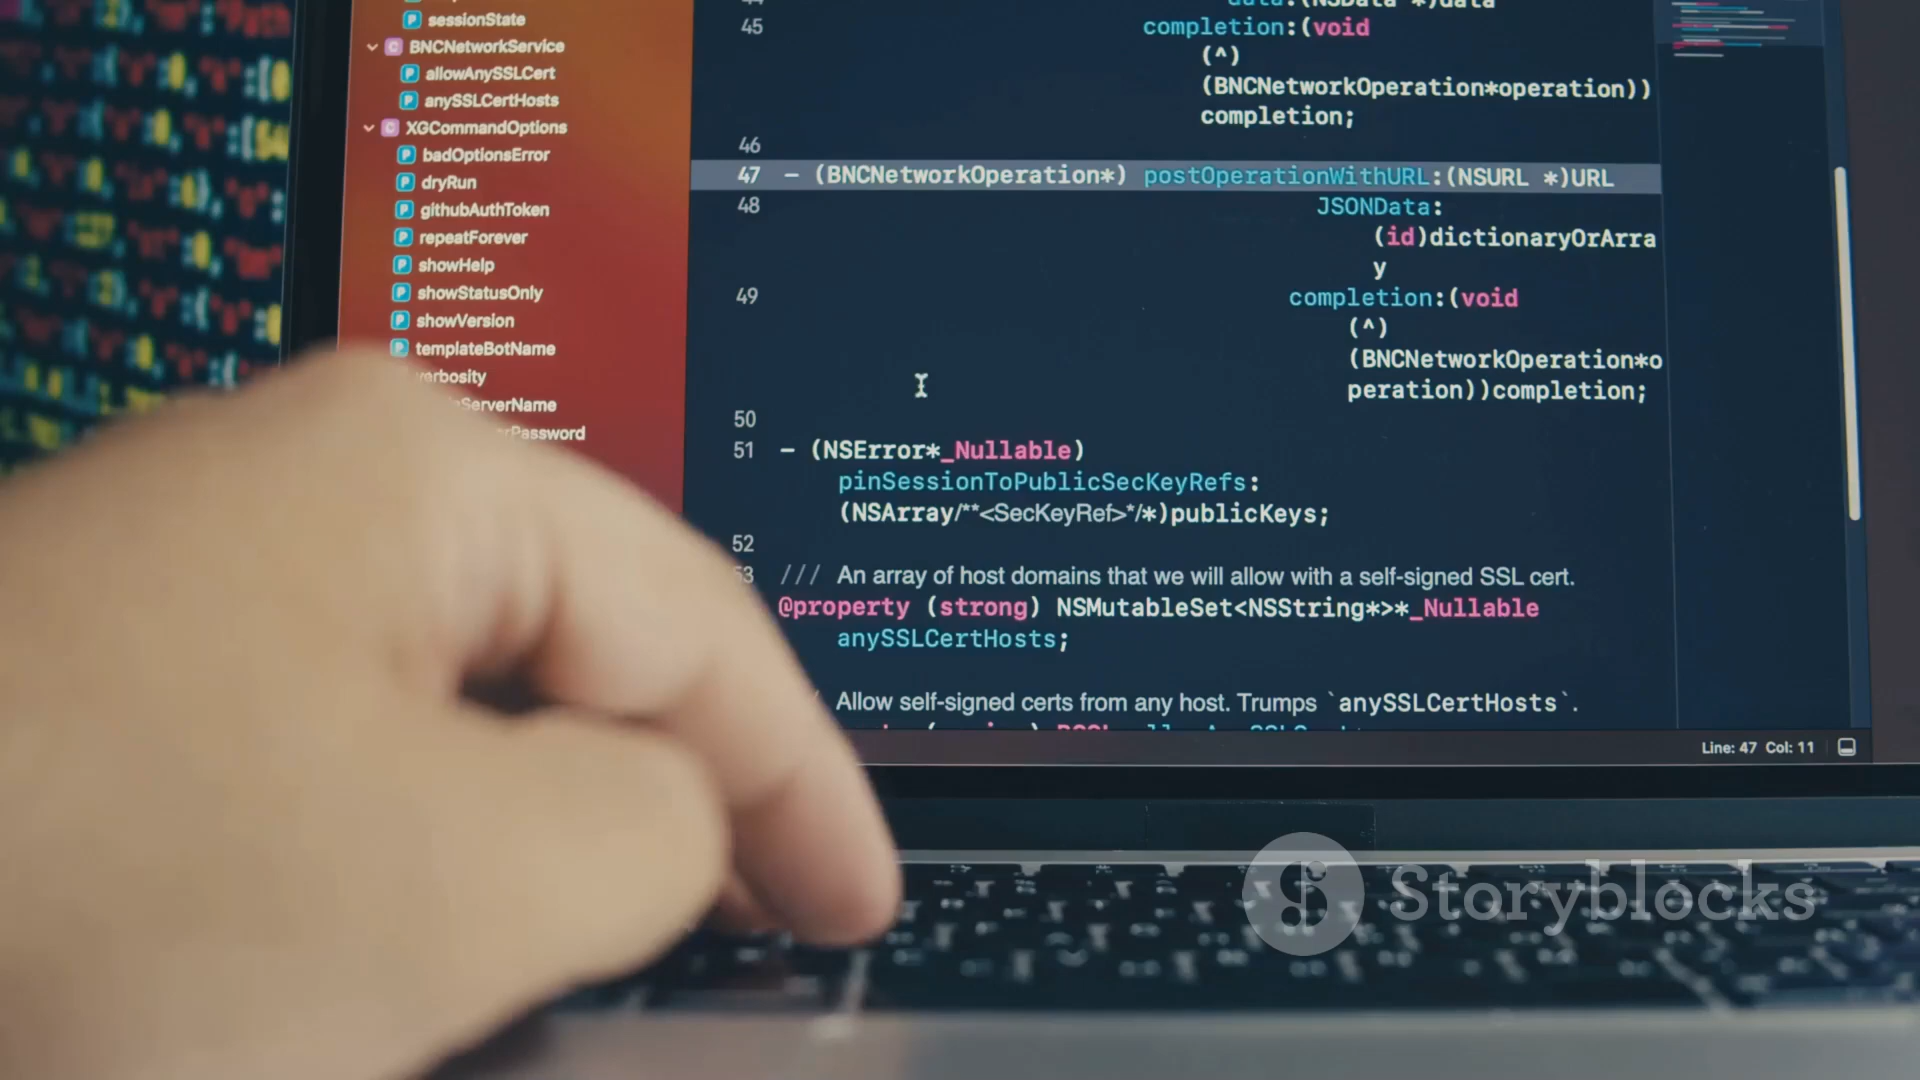 sessionState
BNCNetworkService
allowAnySSLCert
anySSLCertHosts
XGCommandOptions
badOptionsError
dryRun
githubAuthToken
repeatForever
showHelp
showStatusOnly
showVersion
templateBotName
verbosity
ServerName
Password
45 completion:(void
(^)
(BNCNetworkOperation*operation))
completion;
46
47 - (BNCNetworkOperation*) postOperationWithURL:(NSURL *)URL
48 JSONData:
(id)dictionaryOrArra
y
49 completion:(void
(^)
(BNCNetworkOperation*o
peration))completion;
50
51 - (NSError*_Nullable)
pinSessionToPublicSecKeyRefs:
(NSArray/**<SecKeyRef>*/*)publicKeys;
52
53 /// An array of host domains that we will allow with a self-signed SSL cert.
@property (strong) NSMutableSet<NSString*>*_Nullable
anySSLCertHosts;
Allow self-signed certs from any host. Trumps `anySSLCertHosts`.
Line: 47 Col: 11
Storyblocks